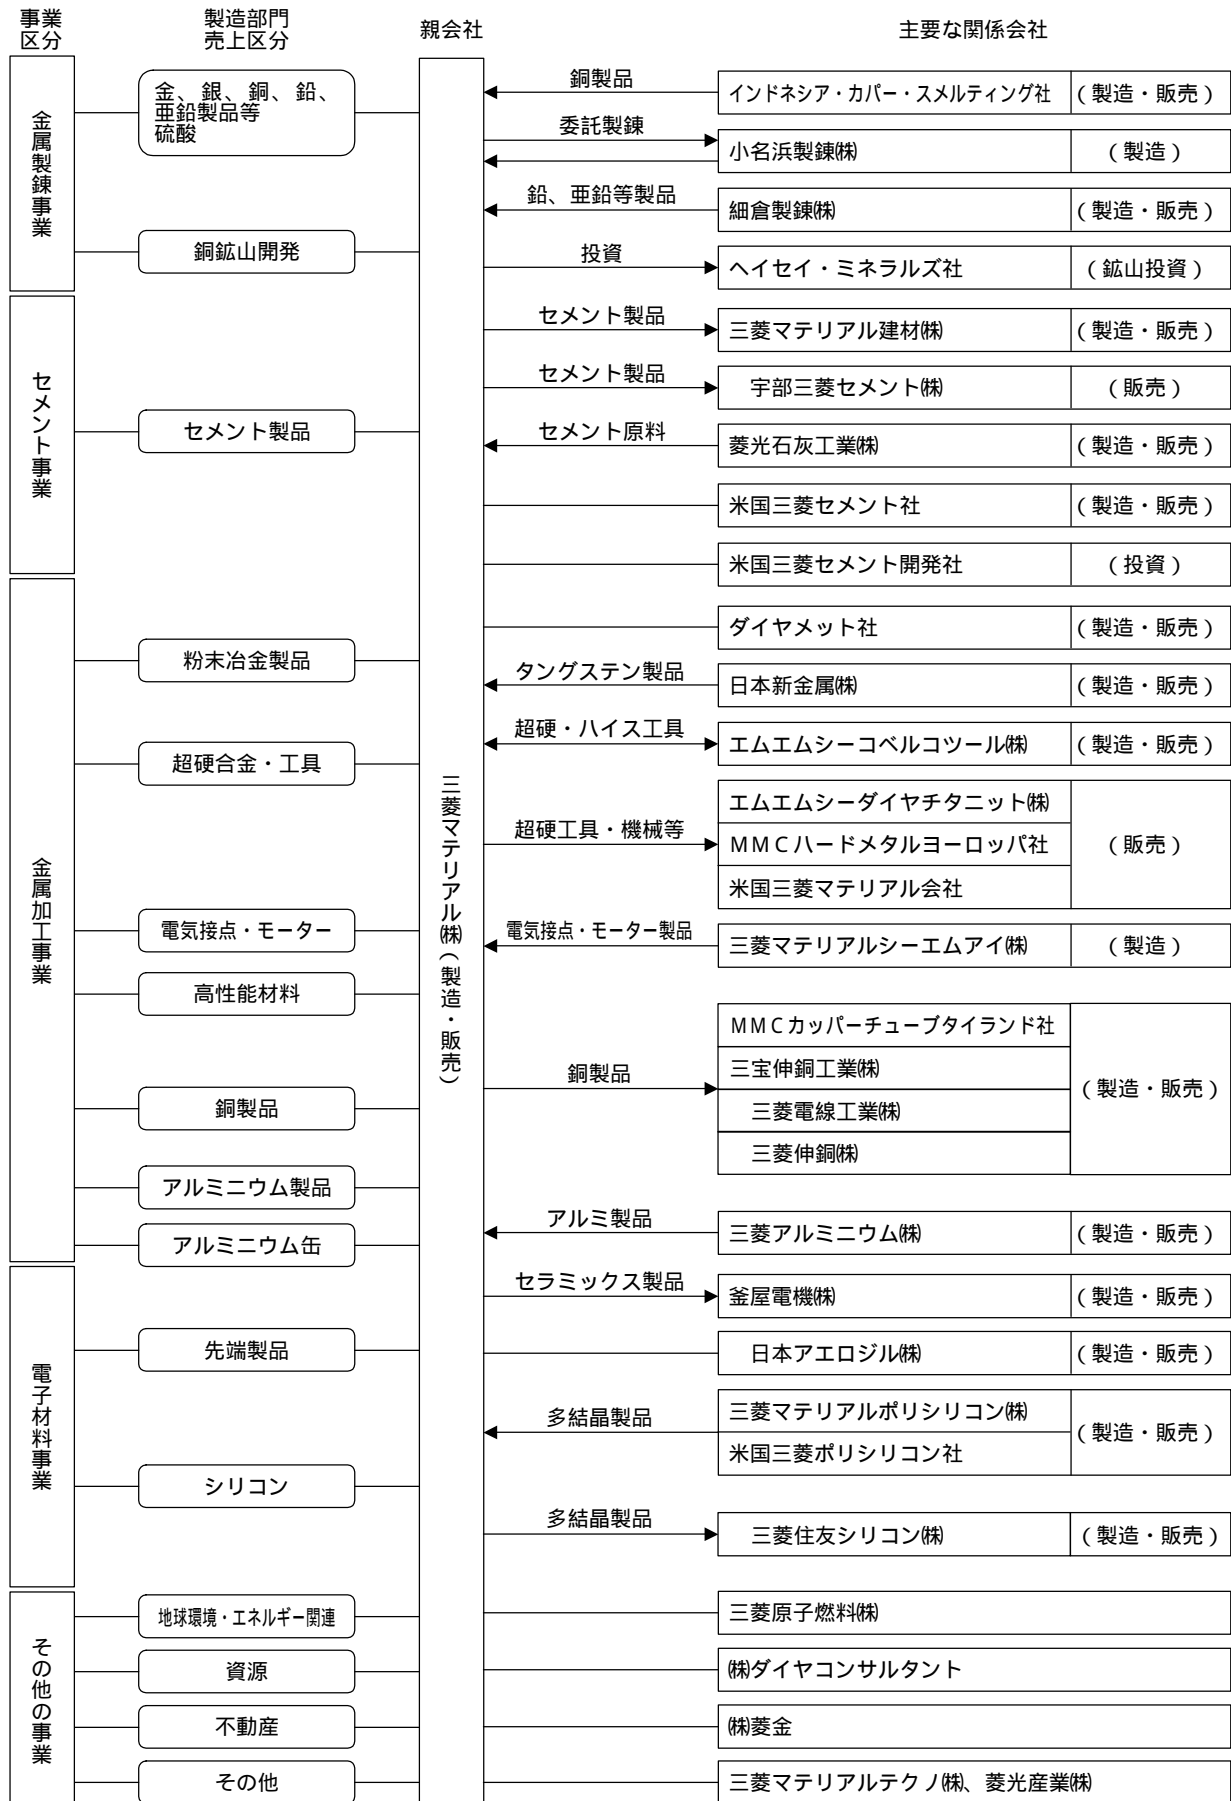 事業
区分
製造部門
売上区分
親会社
主要な関係会社
金属製錬事業
金、銀、銅、鉛、
亜鉛製品等
硫酸
銅鉱山開発
銅製品
インドネシア・カパー・スメルティング社
(製造・販売)
委託製錬
小名浜製錬㈱
(製造)
鉛、亜鉛等製品
細倉製錬㈱
(製造・販売)
投資
ヘイセイ・ミネラルズ社
(鉱山投資)
セメント事業
セメント製品
セメント製品
三菱マテリアル建材㈱
(製造・販売)
セメント製品
宇部三菱セメント㈱
(販売)
セメント原料
菱光石灰工業㈱
(製造・販売)
米国三菱セメント社
(製造・販売)
米国三菱セメント開発社
(投資)
三菱マテリアル㈱(製造・販売)
金属加工事業
粉末冶金製品
超硬合金・工具
電気接点・モーター
高性能材料
銅製品
アルミニウム製品
アルミニウム缶
ダイヤメット社
(製造・販売)
タングステン製品
日本新金属㈱
(製造・販売)
超硬・ハイス工具
エムエムシーコベルコツール㈱
(製造・販売)
超硬工具・機械等
エムエムシーダイヤチタニット㈱
MMCハードメタルヨーロッパ社
米国三菱マテリアル会社
(販売)
電気接点・モーター製品
三菱マテリアルシーエムアイ㈱
(製造)
銅製品
MMCカッパーチューブタイランド社
三宝伸銅工業㈱
三菱電線工業㈱
三菱伸銅㈱
(製造・販売)
アルミ製品
三菱アルミニウム㈱
(製造・販売)
電子材料事業
先端製品
シリコン
セラミックス製品
釜屋電機㈱
(製造・販売)
日本アエロジル㈱
(製造・販売)
多結晶製品
三菱マテリアルポリシリコン㈱
米国三菱ポリシリコン社
(製造・販売)
多結晶製品
三菱住友シリコン㈱
(製造・販売)
その他の事業
地球環境・エネルギー関連
資源
不動産
その他
三菱原子燃料㈱
㈱ダイヤコンサルタント
㈱菱金
三菱マテリアルテクノ㈱、菱光産業㈱